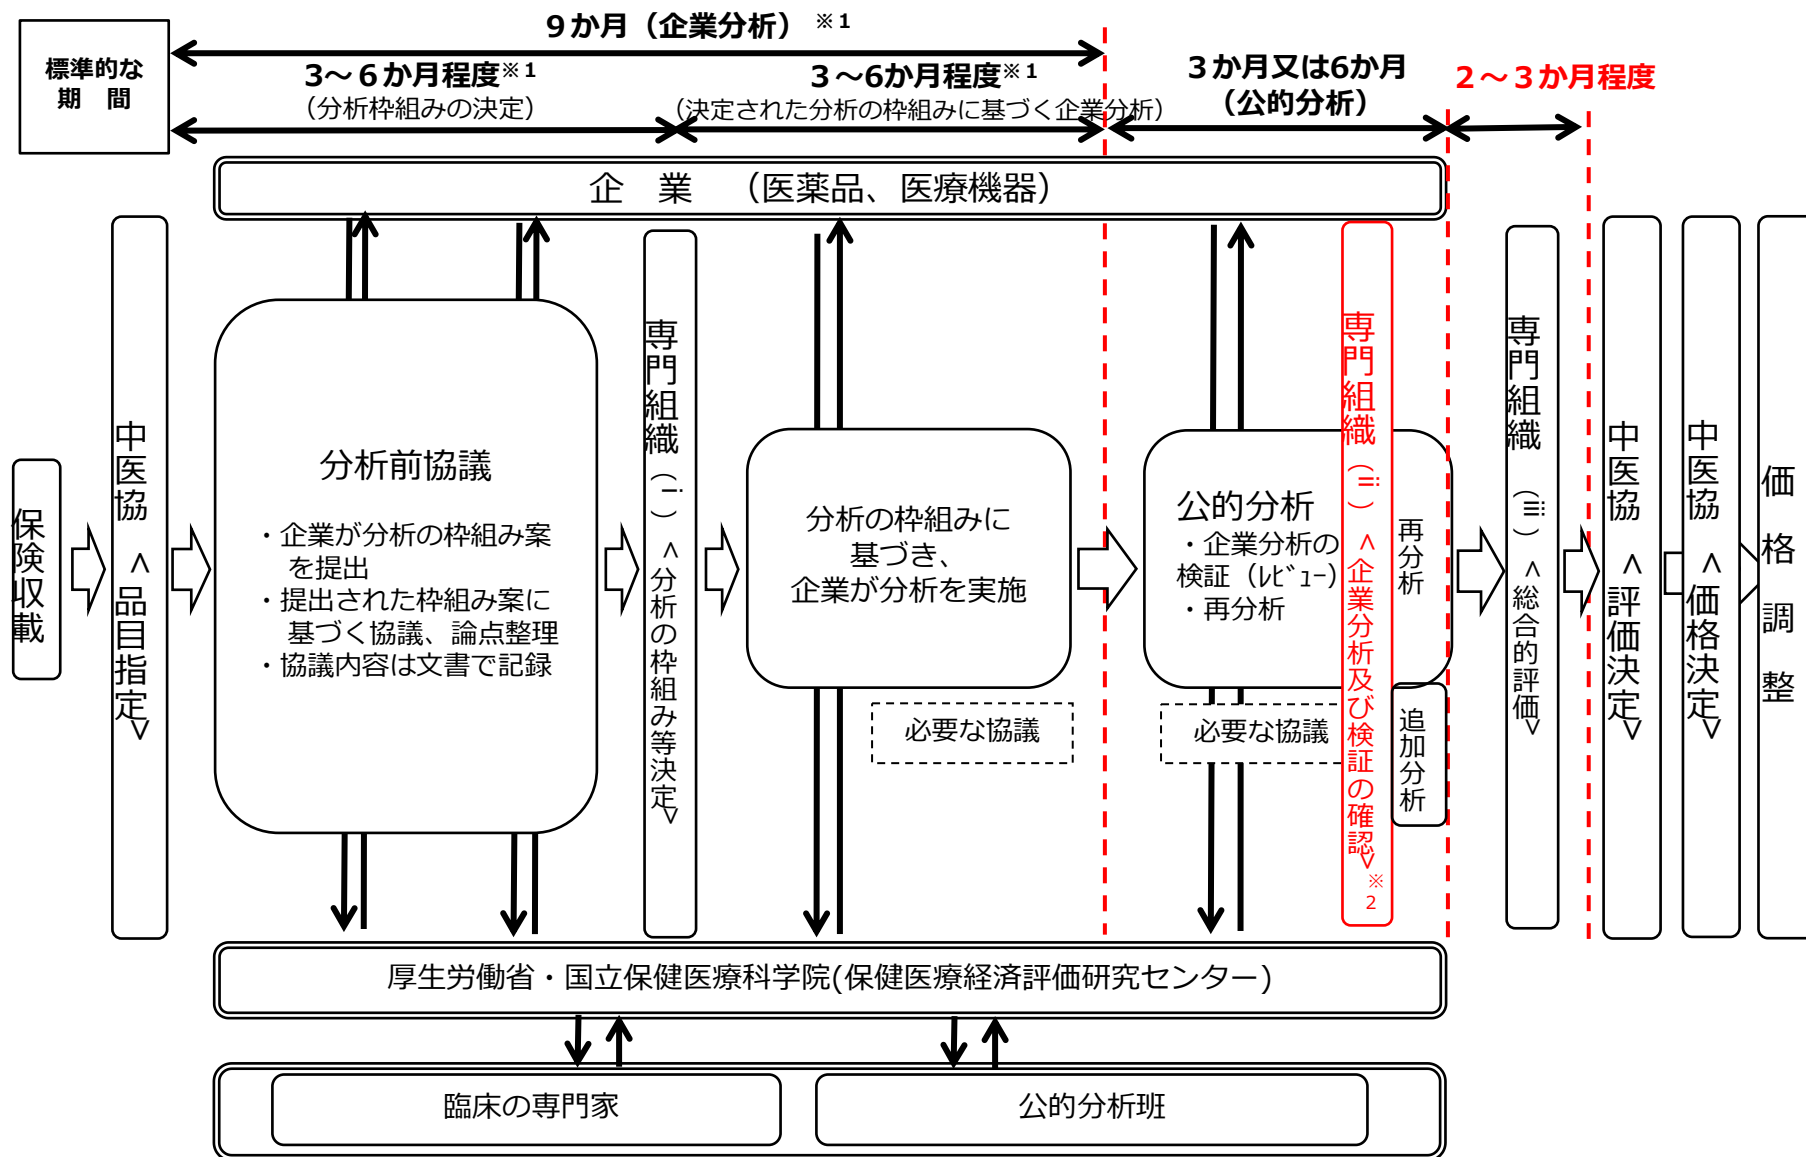 標準的な
期　間
９か月（企業分析）※１
3～６か月程度※１
（分析枠組みの決定）
３～6か月程度※１
（決定された分析の枠組みに基づく企業分析）
３か月又は6か月
（公的分析）
２～３か月程度
企　業　（医薬品、医療機器）
保険収載
中医協　＜品目指定＞
分析前協議
・企業が分析の枠組み案
を提出
・提出された枠組み案に
基づく協議、論点整理
・協議内容は文書で記録
専門組織（ⅰ）＜分析の枠組み等決定＞
分析の枠組みに
基づき、
企業が分析を実施
必要な協議
公的分析
・企業分析の
検証（ﾚﾋﾞｭｰ）
・再分析
必要な協議
専門組織（ⅱ）＜企業分析及び検証の確認＞※2
再分析
追加分析
専門組織　（ⅲ）＜総合的評価＞
中医協　＜評価決定＞
中医協　＜価格決定＞
価格調整
厚生労働省・国立保健医療科学院(保健医療経済評価研究センター)
臨床の専門家
公的分析班